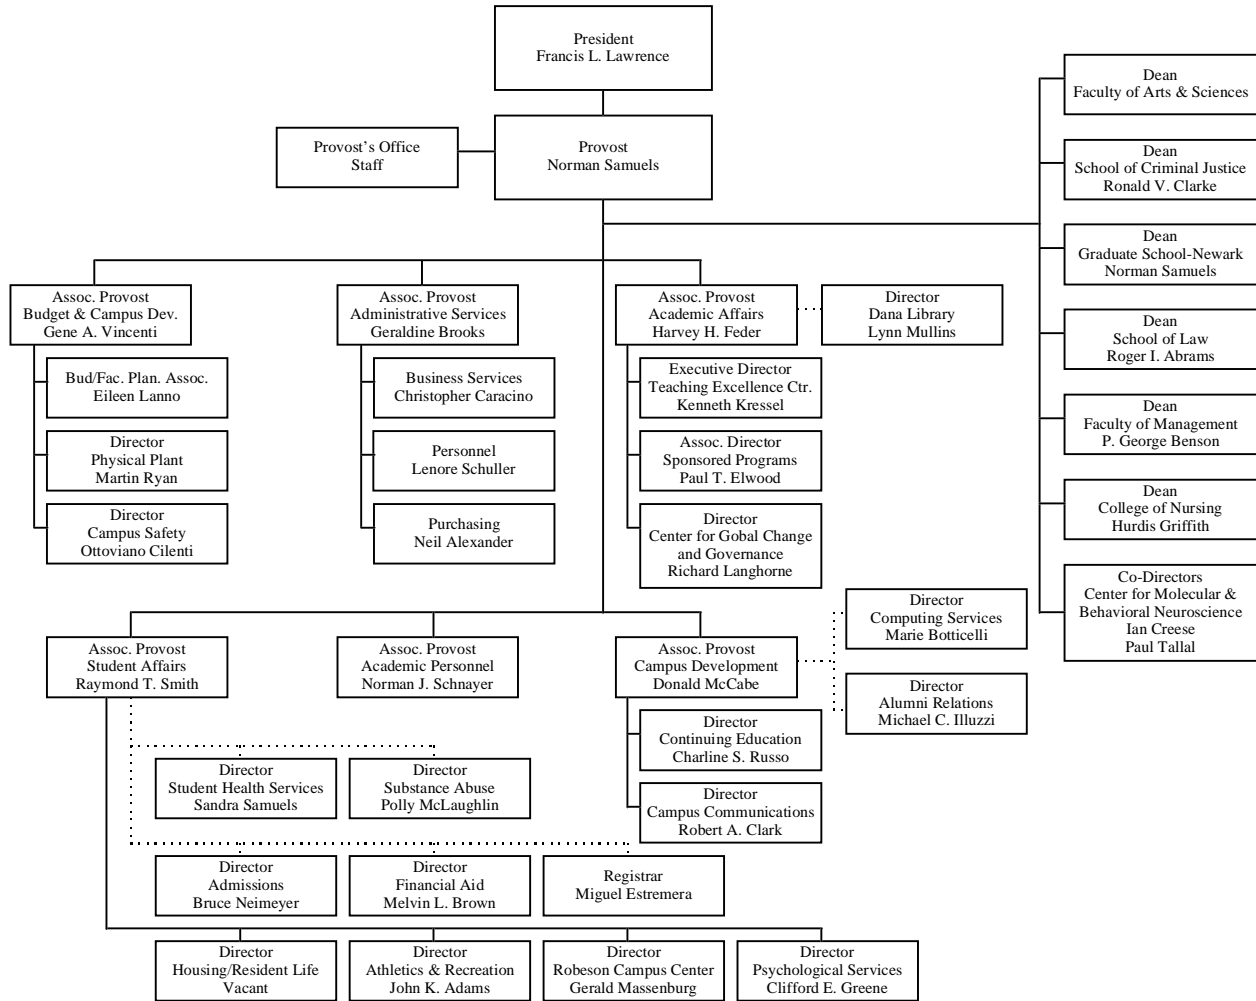 President
Francis L. Lawrence
Provost's Office
Staff
Provost
Norman Samuels
Dean
Faculty of Arts & Sciences
Dean
School of Criminal Justice
Ronald V. Clarke
Dean
Graduate School-Newark
Norman Samuels
Dean
School of Law
Roger I. Abrams
Dean
Faculty of Management
P. George Benson
Dean
College of Nursing
Hurdis Griffith
Co-Directors
Center for Molecular &
Behavioral Neuroscience
Ian Creese
Paul Tallal
Assoc. Provost
Budget & Campus Dev.
Gene A. Vincenti
Bud/Fac. Plan. Assoc.
Eileen Lanno
Director
Physical Plant
Martin Ryan
Director
Campus Safety
Ottoviano Cilenti
Assoc. Provost
Administrative Services
Geraldine Brooks
Business Services
Christopher Caracino
Personnel
Lenore Schuller
Purchasing
Neil Alexander
Assoc. Provost
Academic Affairs
Harvey H. Feder
Director
Dana Library
Lynn Mullins
Executive Director
Teaching Excellence Ctr.
Kenneth Kressel
Assoc. Director
Sponsored Programs
Paul T. Elwood
Director
Center for Gobal Change
and Governance
Richard Langhorne
Assoc. Provost
Student Affairs
Raymond T. Smith
Assoc. Provost
Academic Personnel
Norman J. Schnayer
Assoc. Provost
Campus Development
Donald McCabe
Director
Computing Services
Marie Botticelli
Director
Alumni Relations
Michael C. Illuzzi
Director
Continuing Education
Charline S. Russo
Director
Campus Communications
Robert A. Clark
Director
Student Health Services
Sandra Samuels
Director
Substance Abuse
Polly McLaughlin
Director
Admissions
Bruce Neimeyer
Director
Financial Aid
Melvin L. Brown
Registrar
Miguel Estremera
Director
Housing/Resident Life
Vacant
Director
Athletics & Recreation
John K. Adams
Director
Robeson Campus Center
Gerald Massenburg
Director
Psychological Services
Clifford E. Greene